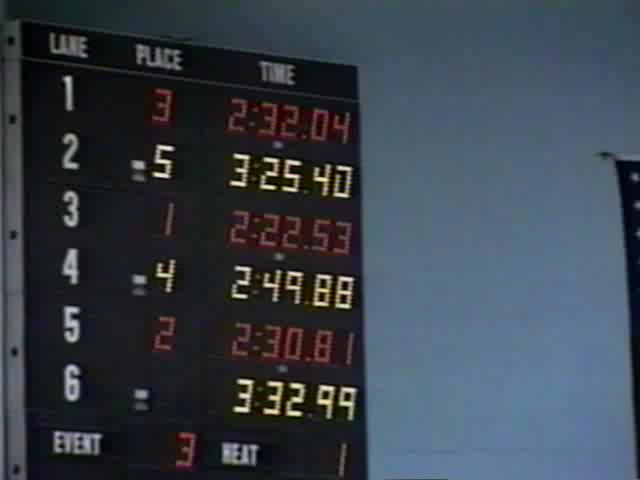 LANE PLACE TIME
1 3 2:32.04
2 5 3:25.40
3 1 2:22.53
4 4 2:49.88
5 2 2:30.81
6 3:32.99
EVENT 3 HEAT 1